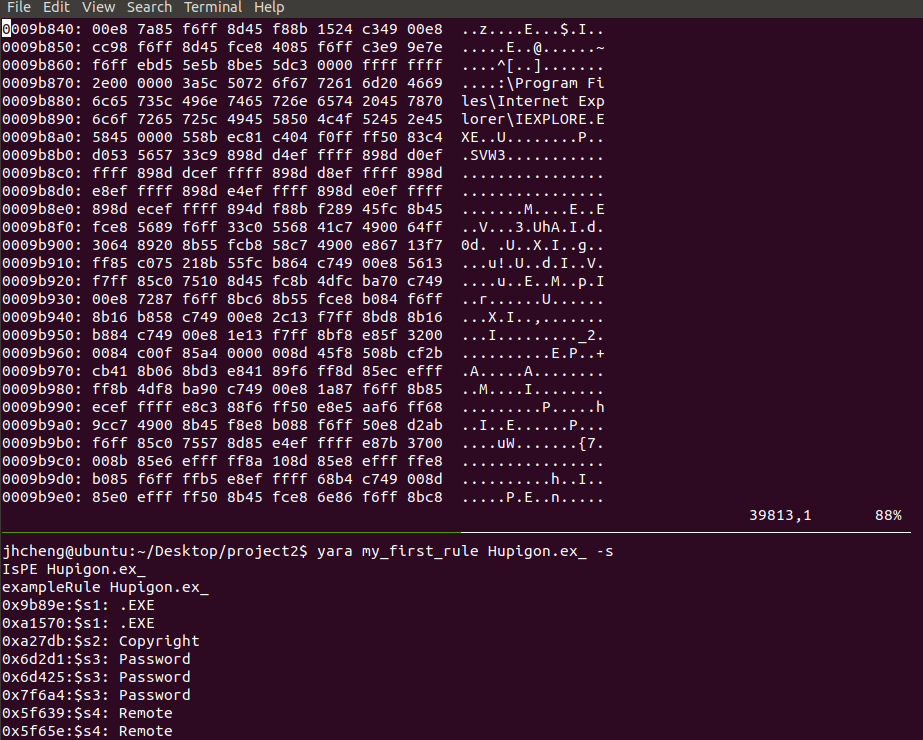 File Edit View Search Terminal Help
0009b840: 00e8 7a85 f6ff 8d45 f88b 1524 c349 00e8  ..z....E...$.I..
0009b850: cc98 f6ff 8d45 fce8 4085 f6ff c3e9 9e7e  .....E..@......~
0009b860: f6ff ebd5 5e5b 8be5 5dc3 0000 ffff ffff  ....^[..].......
0009b870: 2e00 0000 3a5c 5072 6f67 7261 6d20 4669  ....:\Program Fi
0009b880: 6c65 735c 496e 7465 726e 6574 2045 7870  les\Internet Exp
0009b890: 6c6f 7265 725c 4945 5850 4c4f 5245 2e45  lorer\IEXPLORE.E
0009b8a0: 5845 0000 558b ec81 c404 f0ff ff50 83c4  XE..U........P..
0009b8b0: d053 5657 33c9 898d d4ef ffff 898d d0ef  .SVW3...........
0009b8c0: ffff 898d dcef ffff 898d d8ef ffff 898d  ................
0009b8d0: e8ef ffff 898d e4ef ffff 898d e0ef ffff  ................
0009b8e0: 898d ecef ffff 894d f88b f289 45fc 8b45  .......M....E..E
0009b8f0: fce8 5689 f6ff 33c0 5568 41c7 4900 64ff  ..V...3.UhA.I.d.
0009b900: 3064 8920 8b55 fcb8 58c7 4900 e867 13f7  0d. .U..X.I..g..
0009b910: ff85 c075 218b 55fc b864 c749 00e8 5613  ...u!.U..d.I..V.
0009b920: f7ff 85c0 7510 8d45 fc8b 4dfc ba70 c749  ....u..E..M..p.I
0009b930: 00e8 7287 f6ff 8bc6 8b55 fce8 b084 f6ff  ..r......U......
0009b940: 8b16 b858 c749 00e8 2c13 f7ff 8bd8 8b16  ...X.I..,.......
0009b950: b884 c749 00e8 1e13 f7ff 8bf8 e85f 3200  ...I........._2.
0009b960: 0084 c00f 85a4 0000 008d 45f8 508b cf2b  ..........E.P..+
0009b970: cb41 8b06 8bd3 e841 89f6 ff8d 85ec efff  .A.....A........
0009b980: ff8b 4df8 ba90 c749 00e8 1a87 f6ff 8b85  ..M....I........
0009b990: ecef ffff e8c3 88f6 ff50 e8e5 aaf6 ff68  .........P.....h
0009b9a0: 9cc7 4900 8b45 f8e8 b088 f6ff 50e8 d2ab  ..I..E......P...
0009b9b0: f6ff 85c0 7557 8d85 e4ef ffff e87b 3700  ....uW.......{7.
0009b9c0: 008b 85e6 efff ff8a 108d 85e8 efff ffe8  ................
0009b9d0: b085 f6ff ffb5 e8ef ffff 68b4 c749 008d  ..........h..I..
0009b9e0: 85e0 efff ff50 8b45 fce8 6e86 f6ff 8bc8  .....P.E..n.....
39813,1 88%
jhcheng@ubuntu:~/Desktop/project2$ yara my_first_rule Hupigon.ex_ -s
IsPE Hupigon.ex_
exampleRule Hupigon.ex_
0x9b89e:$s1: .EXE
0xa1570:$s1: .EXE
0xa27db:$s2: Copyright
0x6d2d1:$s3: Password
0x6d425:$s3: Password
0x7f6a4:$s3: Password
0x5f639:$s4: Remote
0x5f65e:$s4: Remote